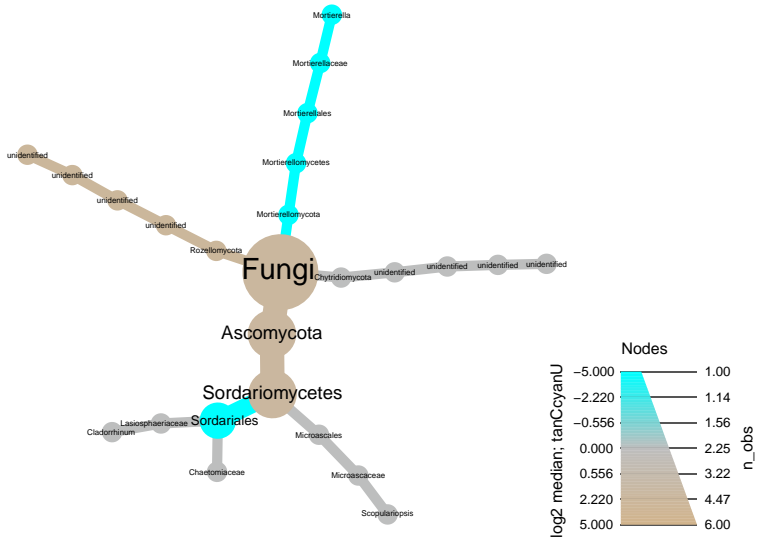 Mortierella
Mortierellaceae
Mortierellales
Mortierellomycetes
Mortierellomycota
unidentified
unidentified
unidentified
unidentified
Rozellomycota
Fungi
Chytridiomycota
unidentified
unidentified
unidentified
unidentified
Ascomycota
Sordariomycetes
Sordariales
Lasiosphaeriaceae
Cladorrhinum
Chaetomiaceae
Microascales
Microascaceae
Scopulariopsis
Nodes
-5.000 1.00
-2.220 1.14
-0.556 1.56
0.000 2.25
0.556 3.22
2.220 4.47
5.000 6.00
log2 median; tanCcyanU
n_obs